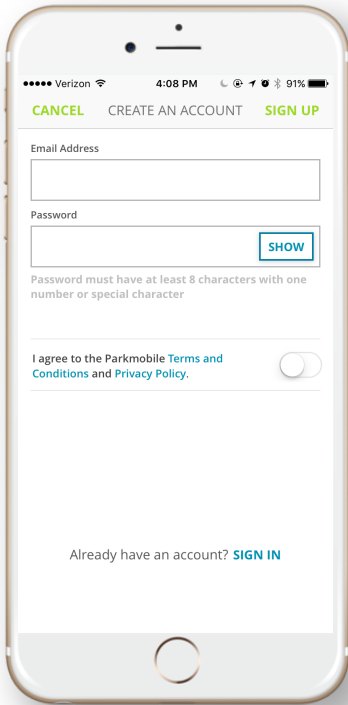 Verizon 4:08 PM 91%
CANCEL CREATE AN ACCOUNT SIGN UP
Email Address
Password
SHOW
Password must have at least 8 characters with one
number or special character
I agree to the Parkmobile Terms and
Conditions and Privacy Policy.
Already have an account? SIGN IN